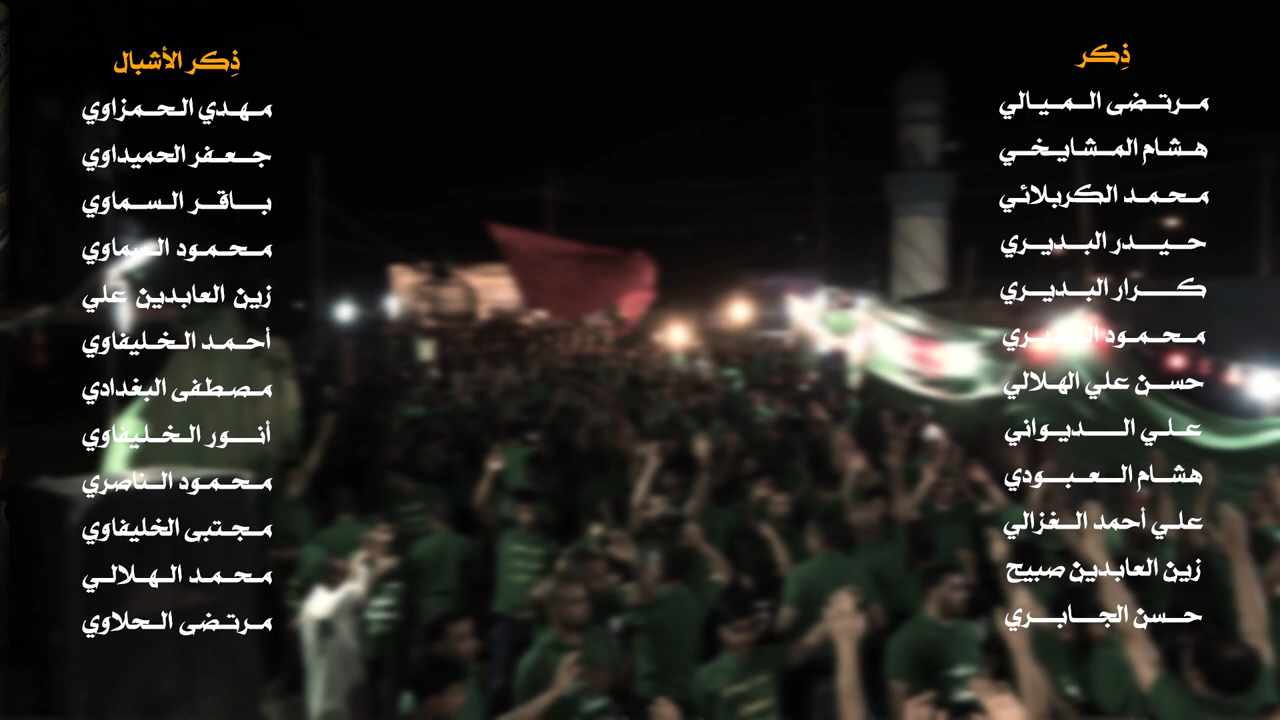 ذِكر
مرتضى الميالي
هشام المشايخي
محمد الكربلائي
حيدر البديري
كرار البديري
محمود البديري
حسن علي الهلالي
علي الديواني
هشام العبودي
علي أحمد الغزالي
زين العابدين صبيح
حسن الجابري
ذِكر الأشبال
مهدي الحمزاوي
جعفر الحميداوي
باقر السماوي
محمود السماوي
زين العابدين علي
أحمد الخليفاوي
مصطفى البغدادي
أنور الخليفاوي
محمود الناصري
مجتبى الخليفاوي
محمد الهلالي
مرتضى الحلاوي